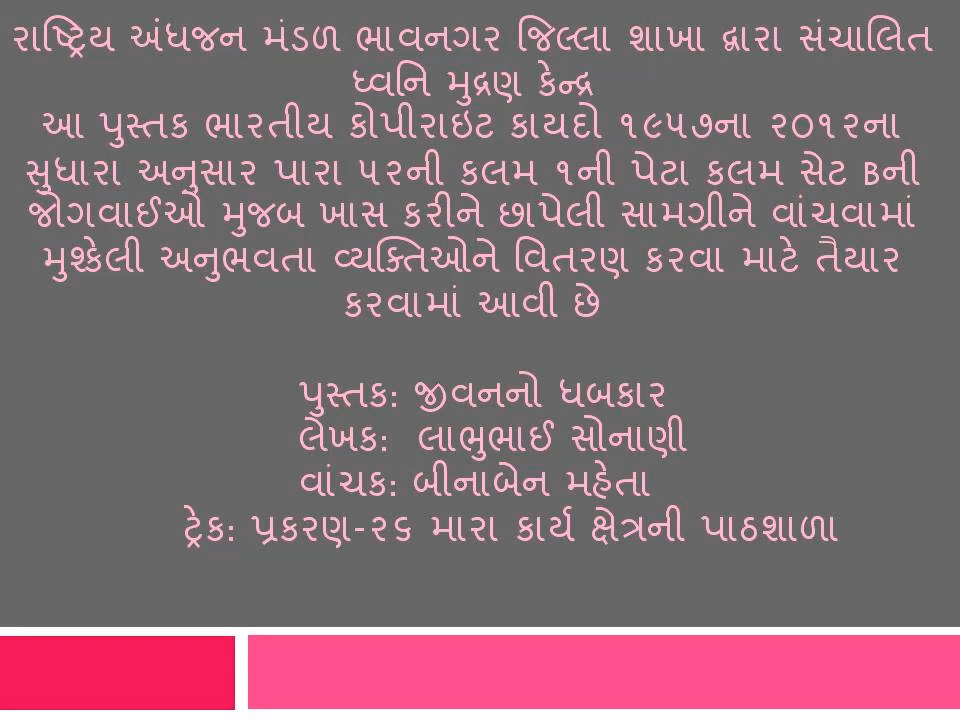 રાષ્ટ્રિય અંધજન મંડળ ભાવનગર જિલ્લા શાખા દ્વારા સંચાલિત
ધ્વનિ મુદ્રણ કેન્દ્ર
આ પુસ્તક ભારતીય કોપીરાઇટ કાયદો ૧૯૫૭ના ૨૦૧૨ના
સુધારા અનુસાર પારા ૫૨ની કલમ ૧ની પેટા કલમ સેટ Bની
જોગવાઈઓ મુજબ ખાસ કરીને છાપેલી સામગ્રીને વાંચવામાં
મુશ્કેલી અનુભવતા વ્યક્તિઓને વિતરણ કરવા માટે તૈયાર
કરવામાં આવી છે
પુસ્તક: જીવનનો ધબકાર
લેખક: લાભુભાઈ સોનાણી
વાંચક: બીનાબેન મહેતા
ટ્રેક: પ્રકરણ-૨૬ મારા કાર્ય ક્ષેત્રની પાઠશાળા